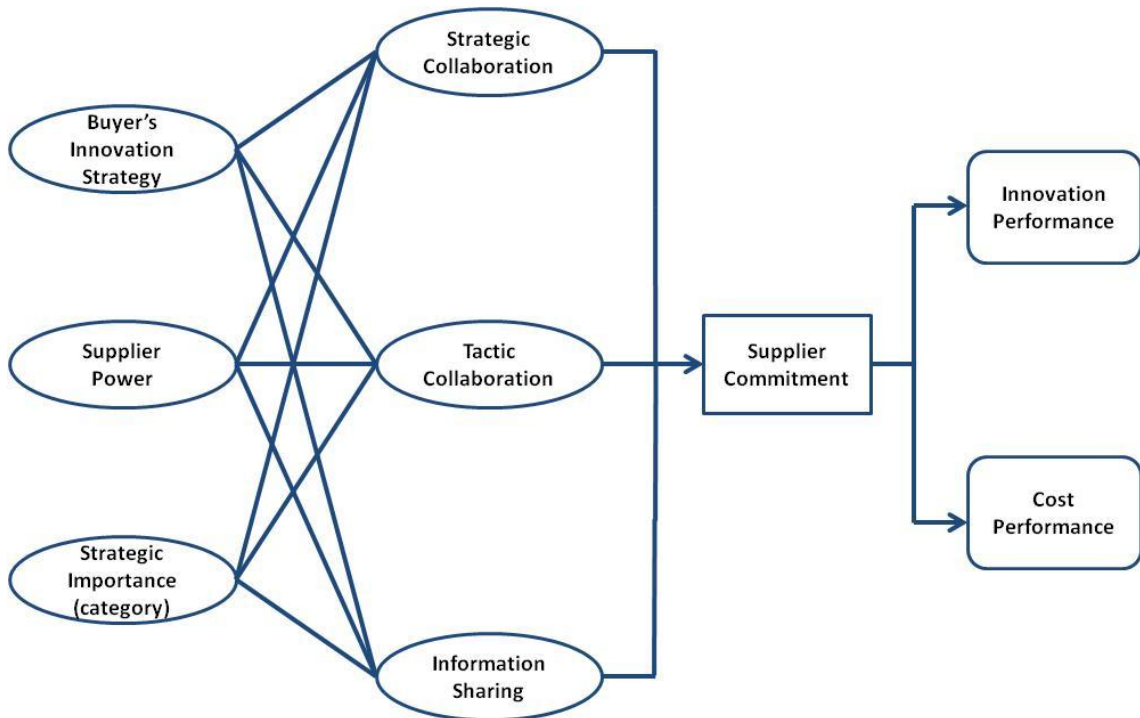 Strategic
Collaboration
Buyer’s
Innovation
Strategy
Innovation
Performance
Supplier
Power
Tactic
Collaboration
Supplier
Commitment
Cost
Performance
Strategic
Importance
(category)
Information
Sharing